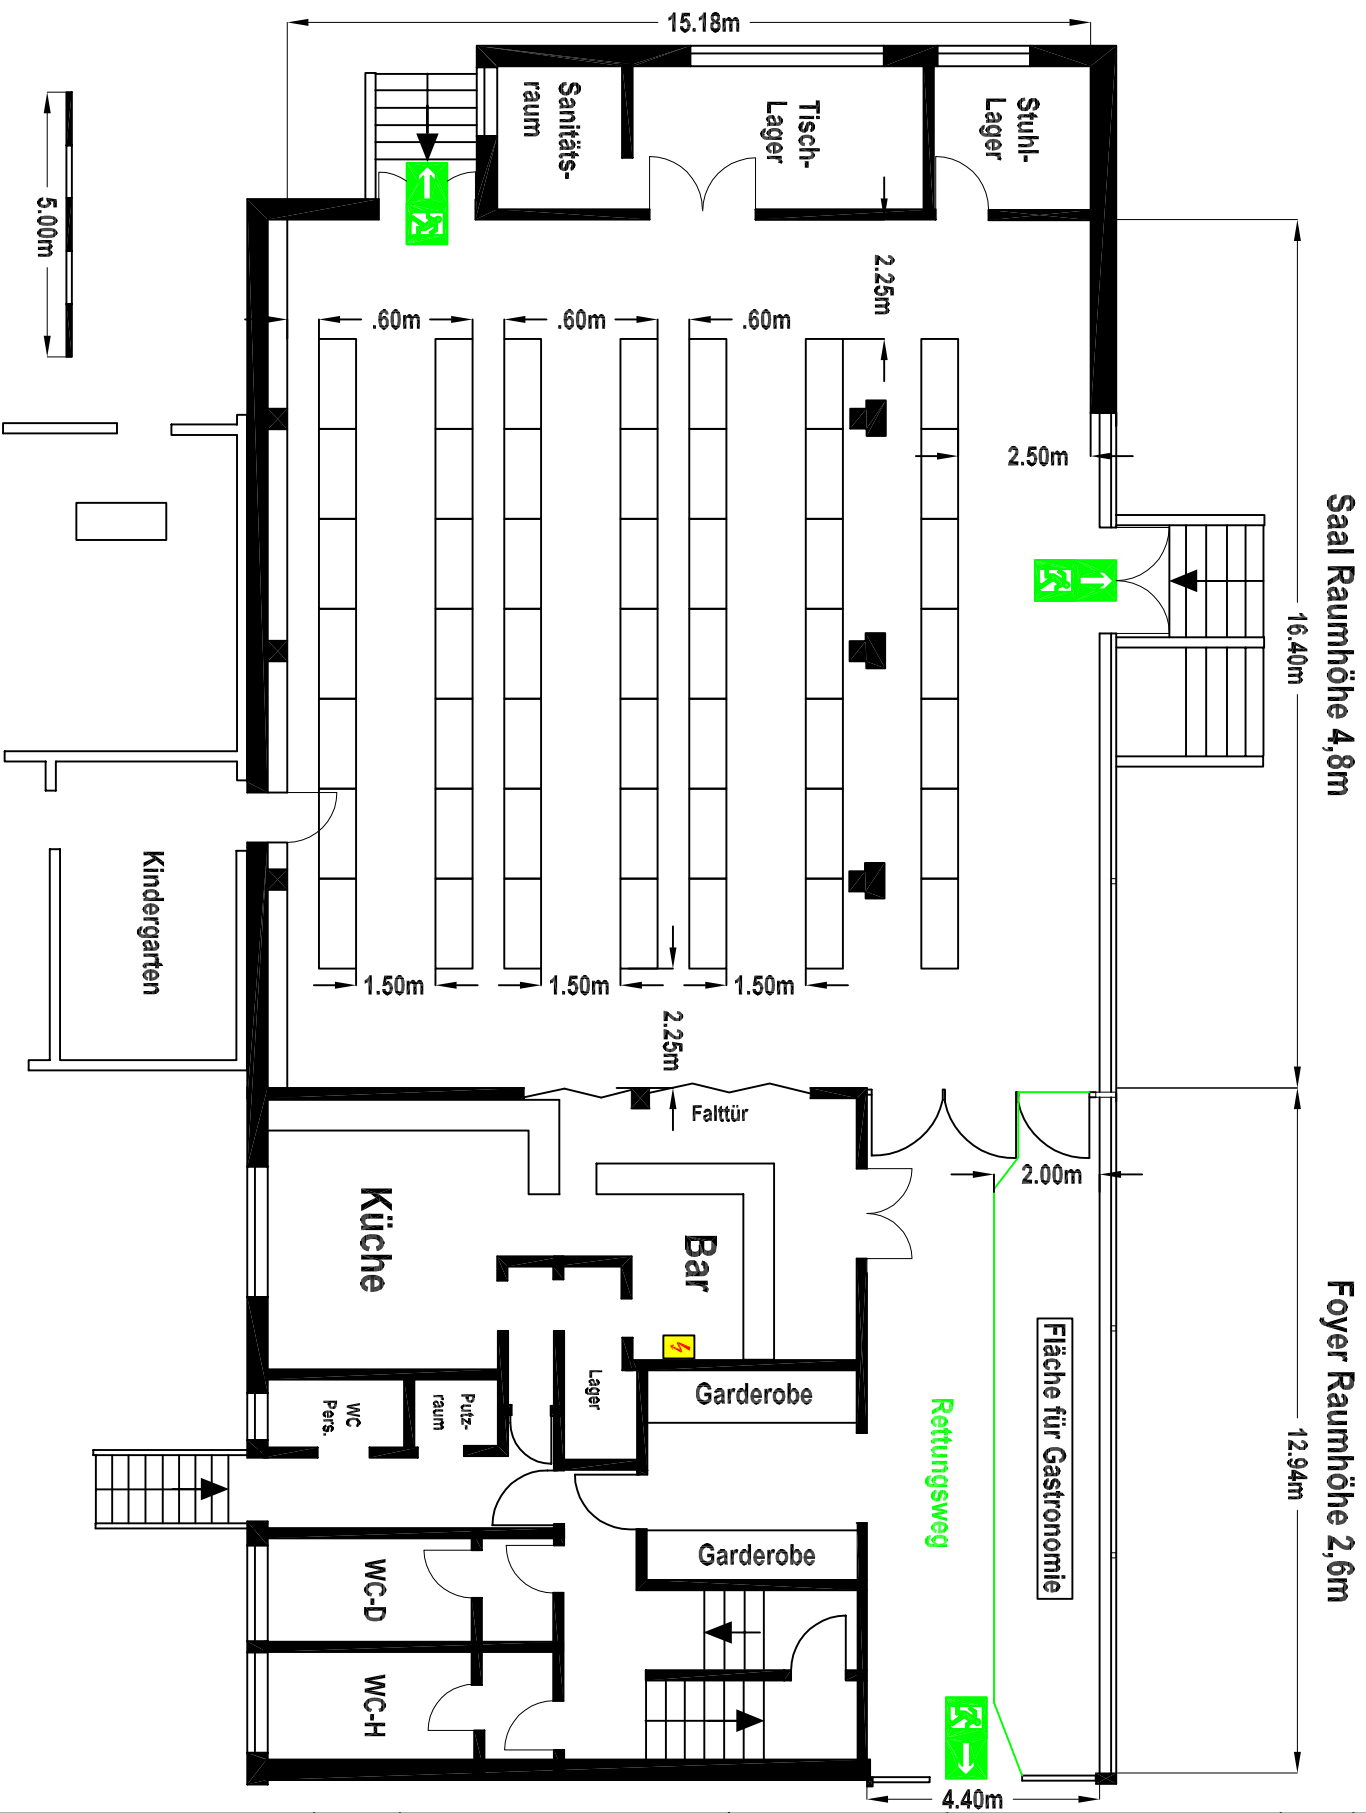 15.18m
Sanitäts-
raum
Tisch-
Lager
Stuhl-
Lager
5.00m
2.25m
.60m
.60m
.60m
2.50m
Saal Raumhöhe 4,8m
16.40m
Kindergarten
1.50m
1.50m
1.50m
2.25m
Falttür
2.00m
Küche
Bar
Foyer Raumhöhe 2,6m
12.94m
Fläche für Gastronomie
Rettungsweg
Garderobe
Lager
Putz-
raum
WC
Pers.
Garderobe
WC-D
WC-H
4.40m